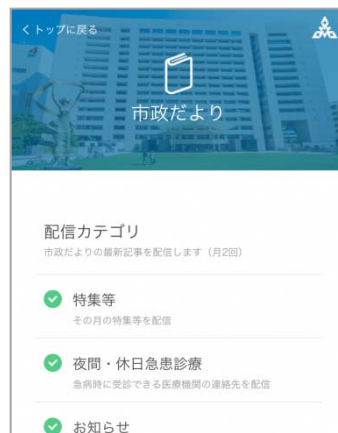 く トップに戻る
市政だより
配信カテゴリ
市政だよりの最新記事を配信します（月2回）
特集等
その月の特集等を配信
夜間・休日急患診療
急病時に受診できる医療機関の連絡先を配信
お知らせ